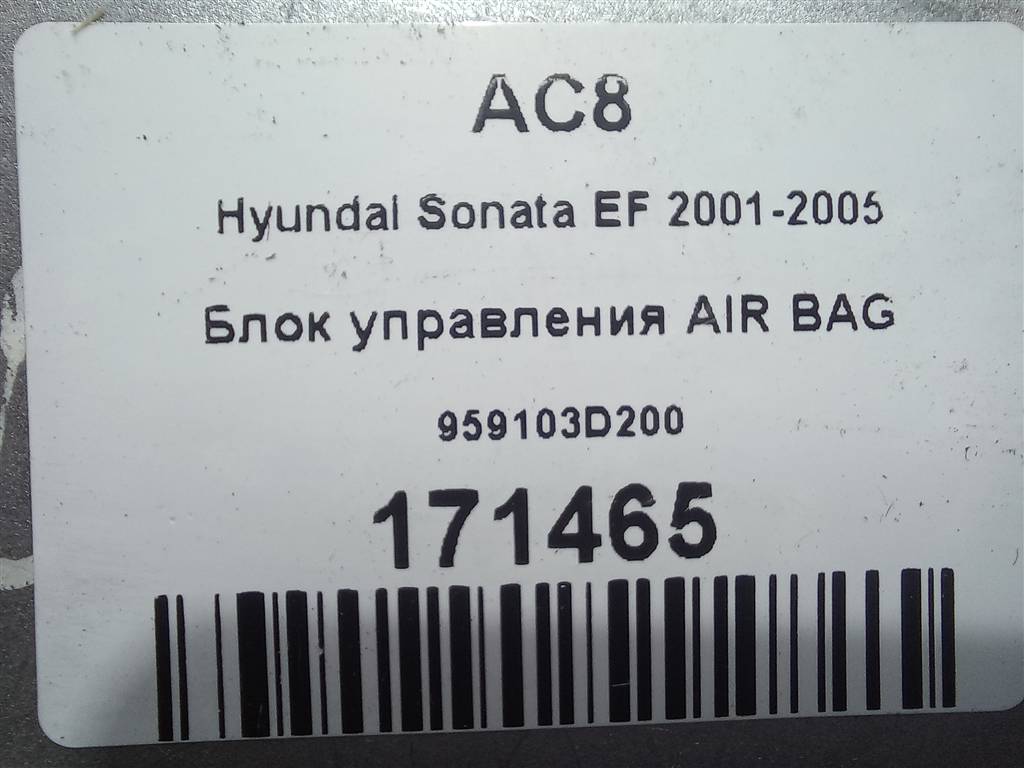 AC8
Hyundai Sonata EF 2001-2005
Блок управления AIR BAG
959103D200
171465